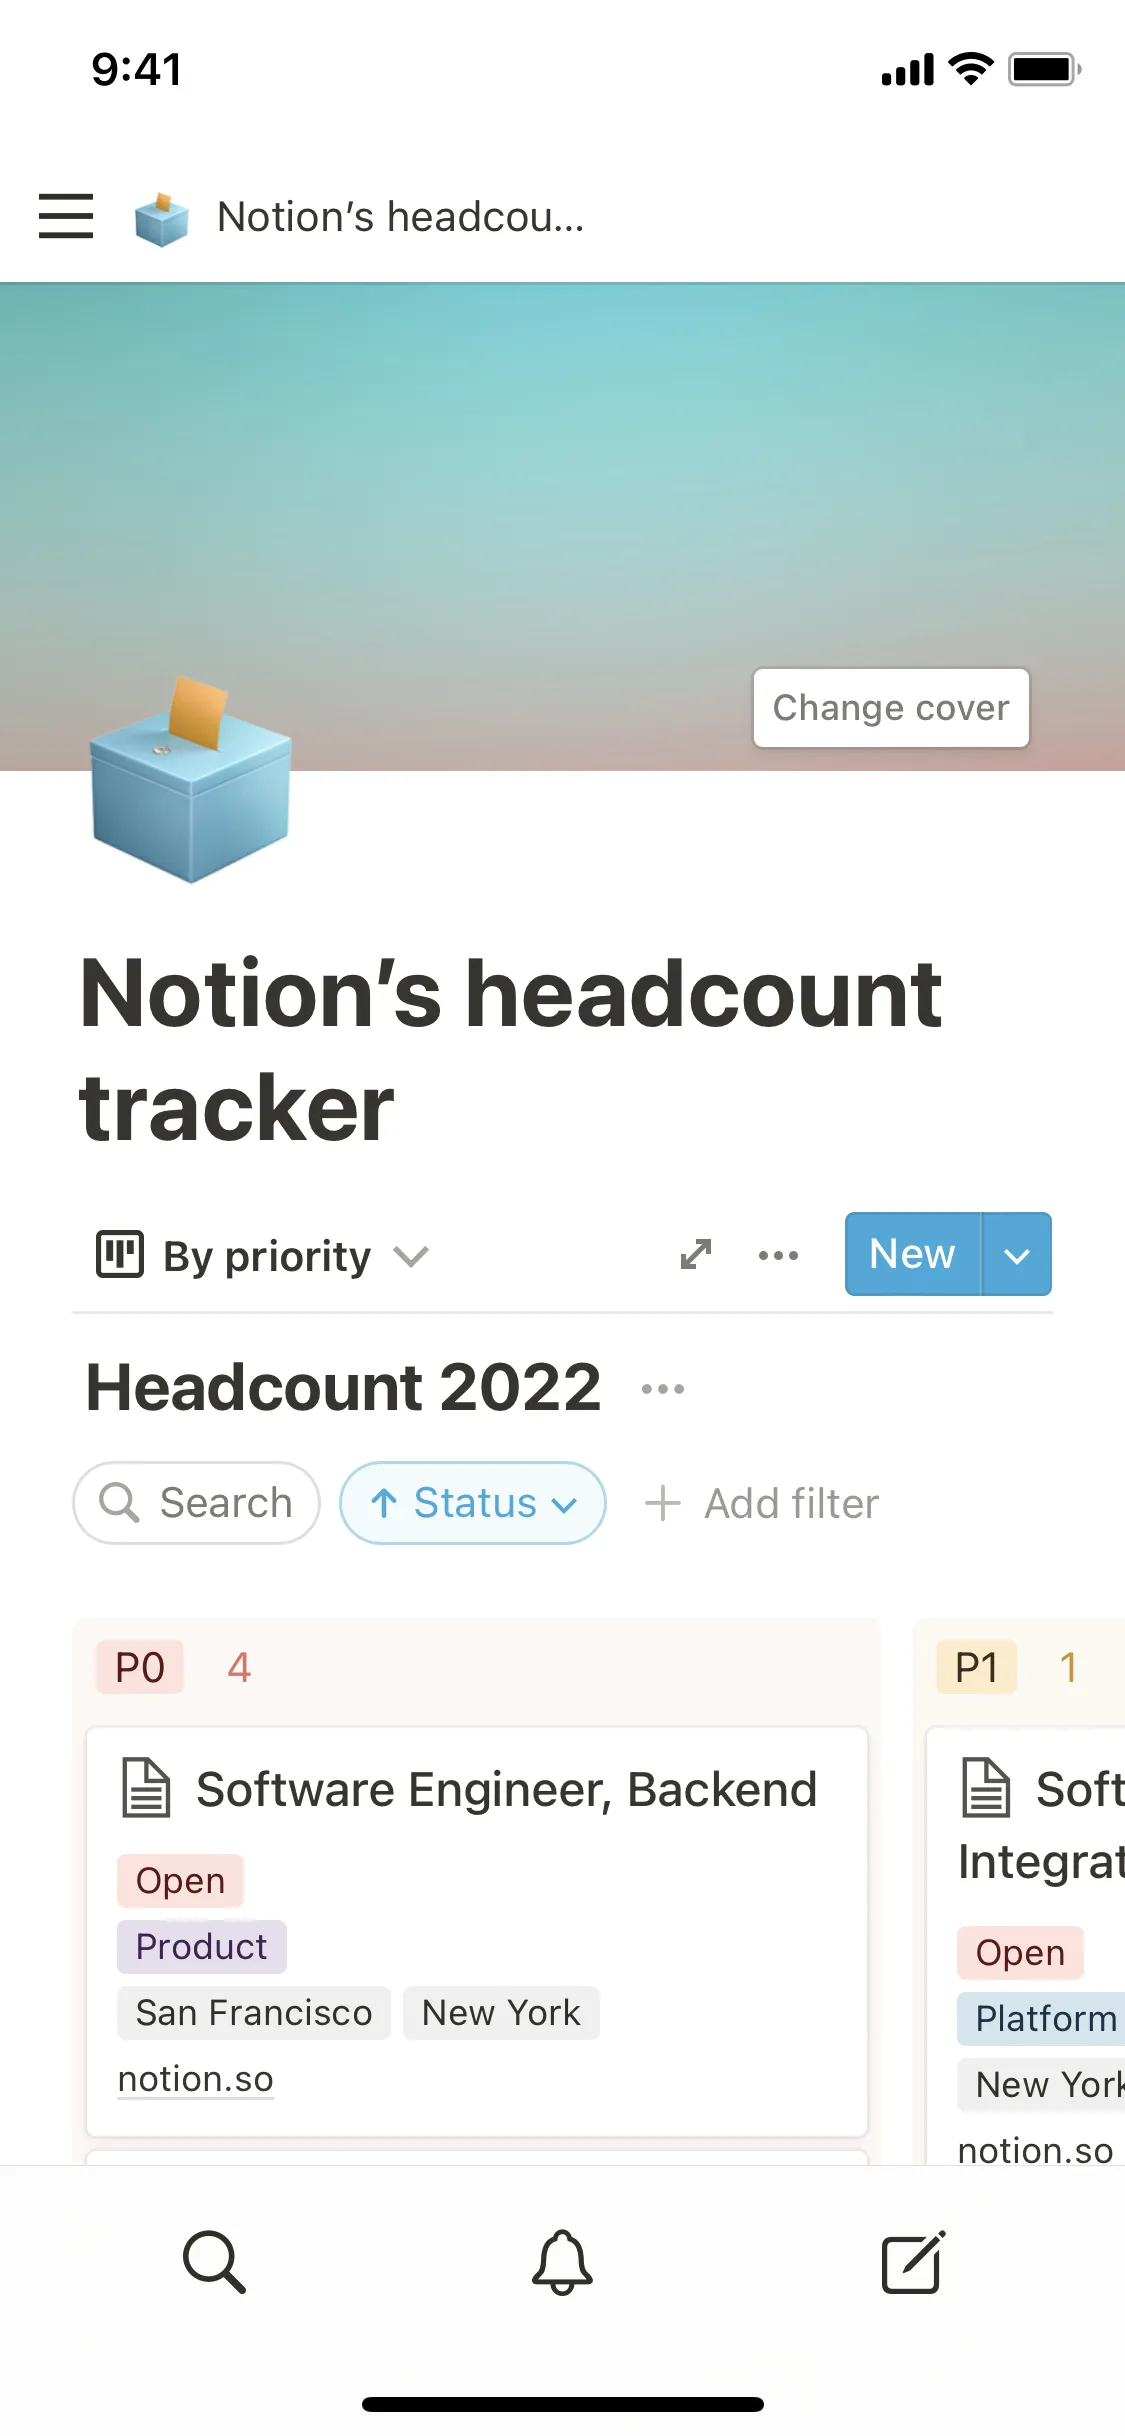 9:41
Notion’s headcou...
Change cover
Notion’s headcount
tracker
By priority
New
Headcount 2022
Search
Status
Add filter
P0 4
Software Engineer, Backend
Open
Product
San Francisco New York
notion.so
P1 1
Soft
Integrat
Open
Platform
New York
notion.so